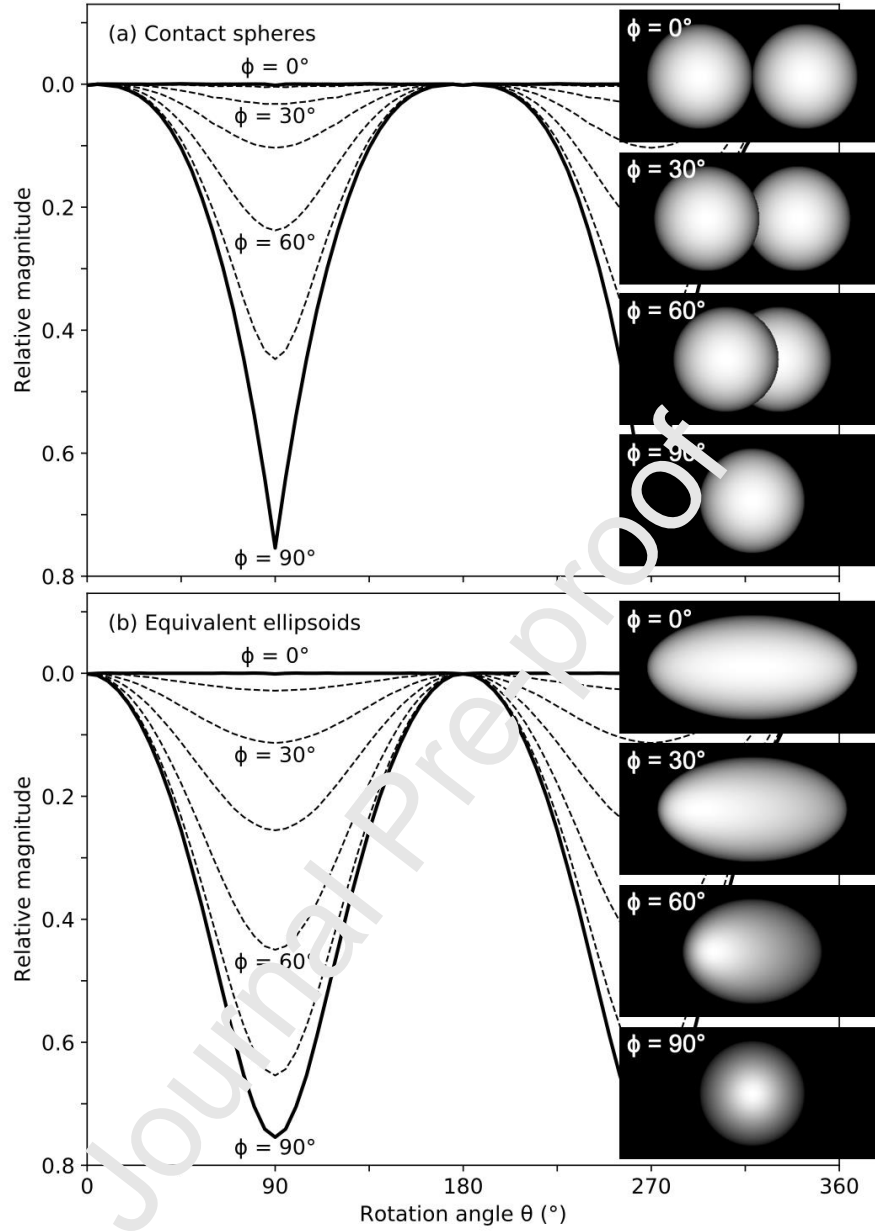 (a) Contact spheres
ϕ = 0°
ϕ = 30°
ϕ = 60°
ϕ = 90°
0.0
0.2
0.4
0.6
0.8
Relative magnitude
ϕ = 0°
ϕ = 30°
ϕ = 60°
ϕ = 90°
(b) Equivalent ellipsoids
ϕ = 0°
ϕ = 30°
ϕ = 60°
ϕ = 90°
0.0
0.2
0.4
0.6
0.8
Relative magnitude
ϕ = 0°
ϕ = 30°
ϕ = 60°
ϕ = 90°
0 90 180 270 360
Rotation angle θ (°)
Journal Pre-proof